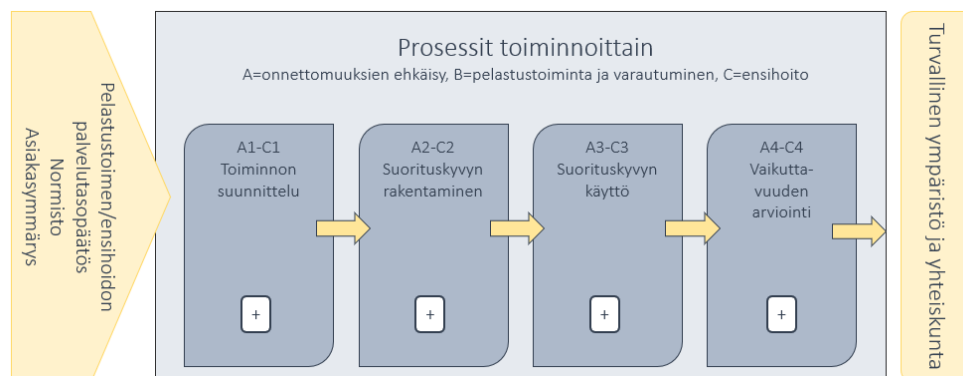 Pelastustoimen/ensihoidon
palvelutasopäätös
Normisto
Asiakasymmärys
Prosessit toiminnoittain
A=onnettomuuksien ehkäisy, B=pelastustoiminta ja varautuminen, C=ensihoito
A1-C1
Toiminnon
suunnittelu
+
A2-C2
Suorituskyvyn
rakentaminen
+
A3-C3
Suorituskyvyn
käyttö
+
A4-C4
Vaikutta-
vuuden
arviointi
+
Turvallinen ympäristö ja yhteiskunta